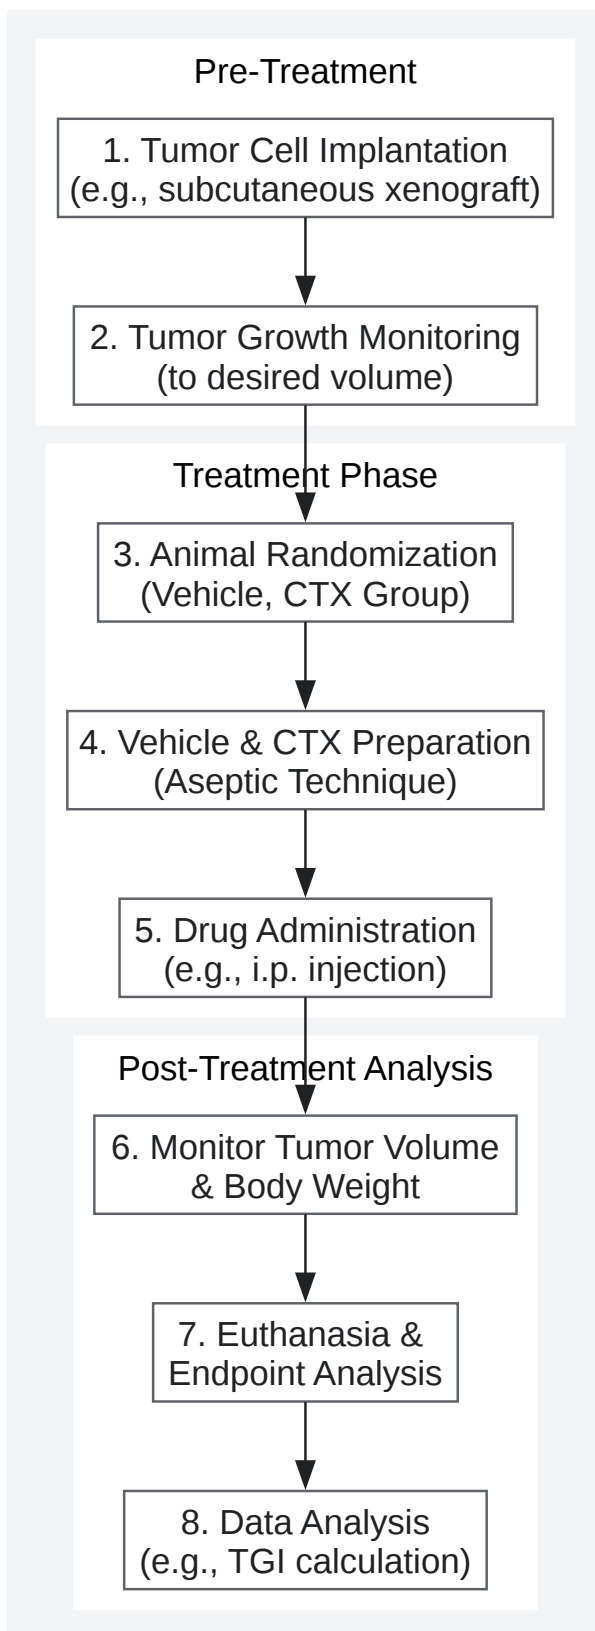 Pre-Treatment
1. Tumor Cell Implantation
(e.g., subcutaneous xenograft)
2. Tumor Growth Monitoring
(to desired volume)
Treatment Phase
3. Animal Randomization
(Vehicle, CTX Group)
4. Vehicle & CTX Preparation
(Aseptic Technique)
5. Drug Administration
(e.g., i.p. injection)
Post-Treatment Analysis
6. Monitor Tumor Volume
& Body Weight
7. Euthanasia &
Endpoint Analysis
8. Data Analysis
(e.g., TGI calculation)